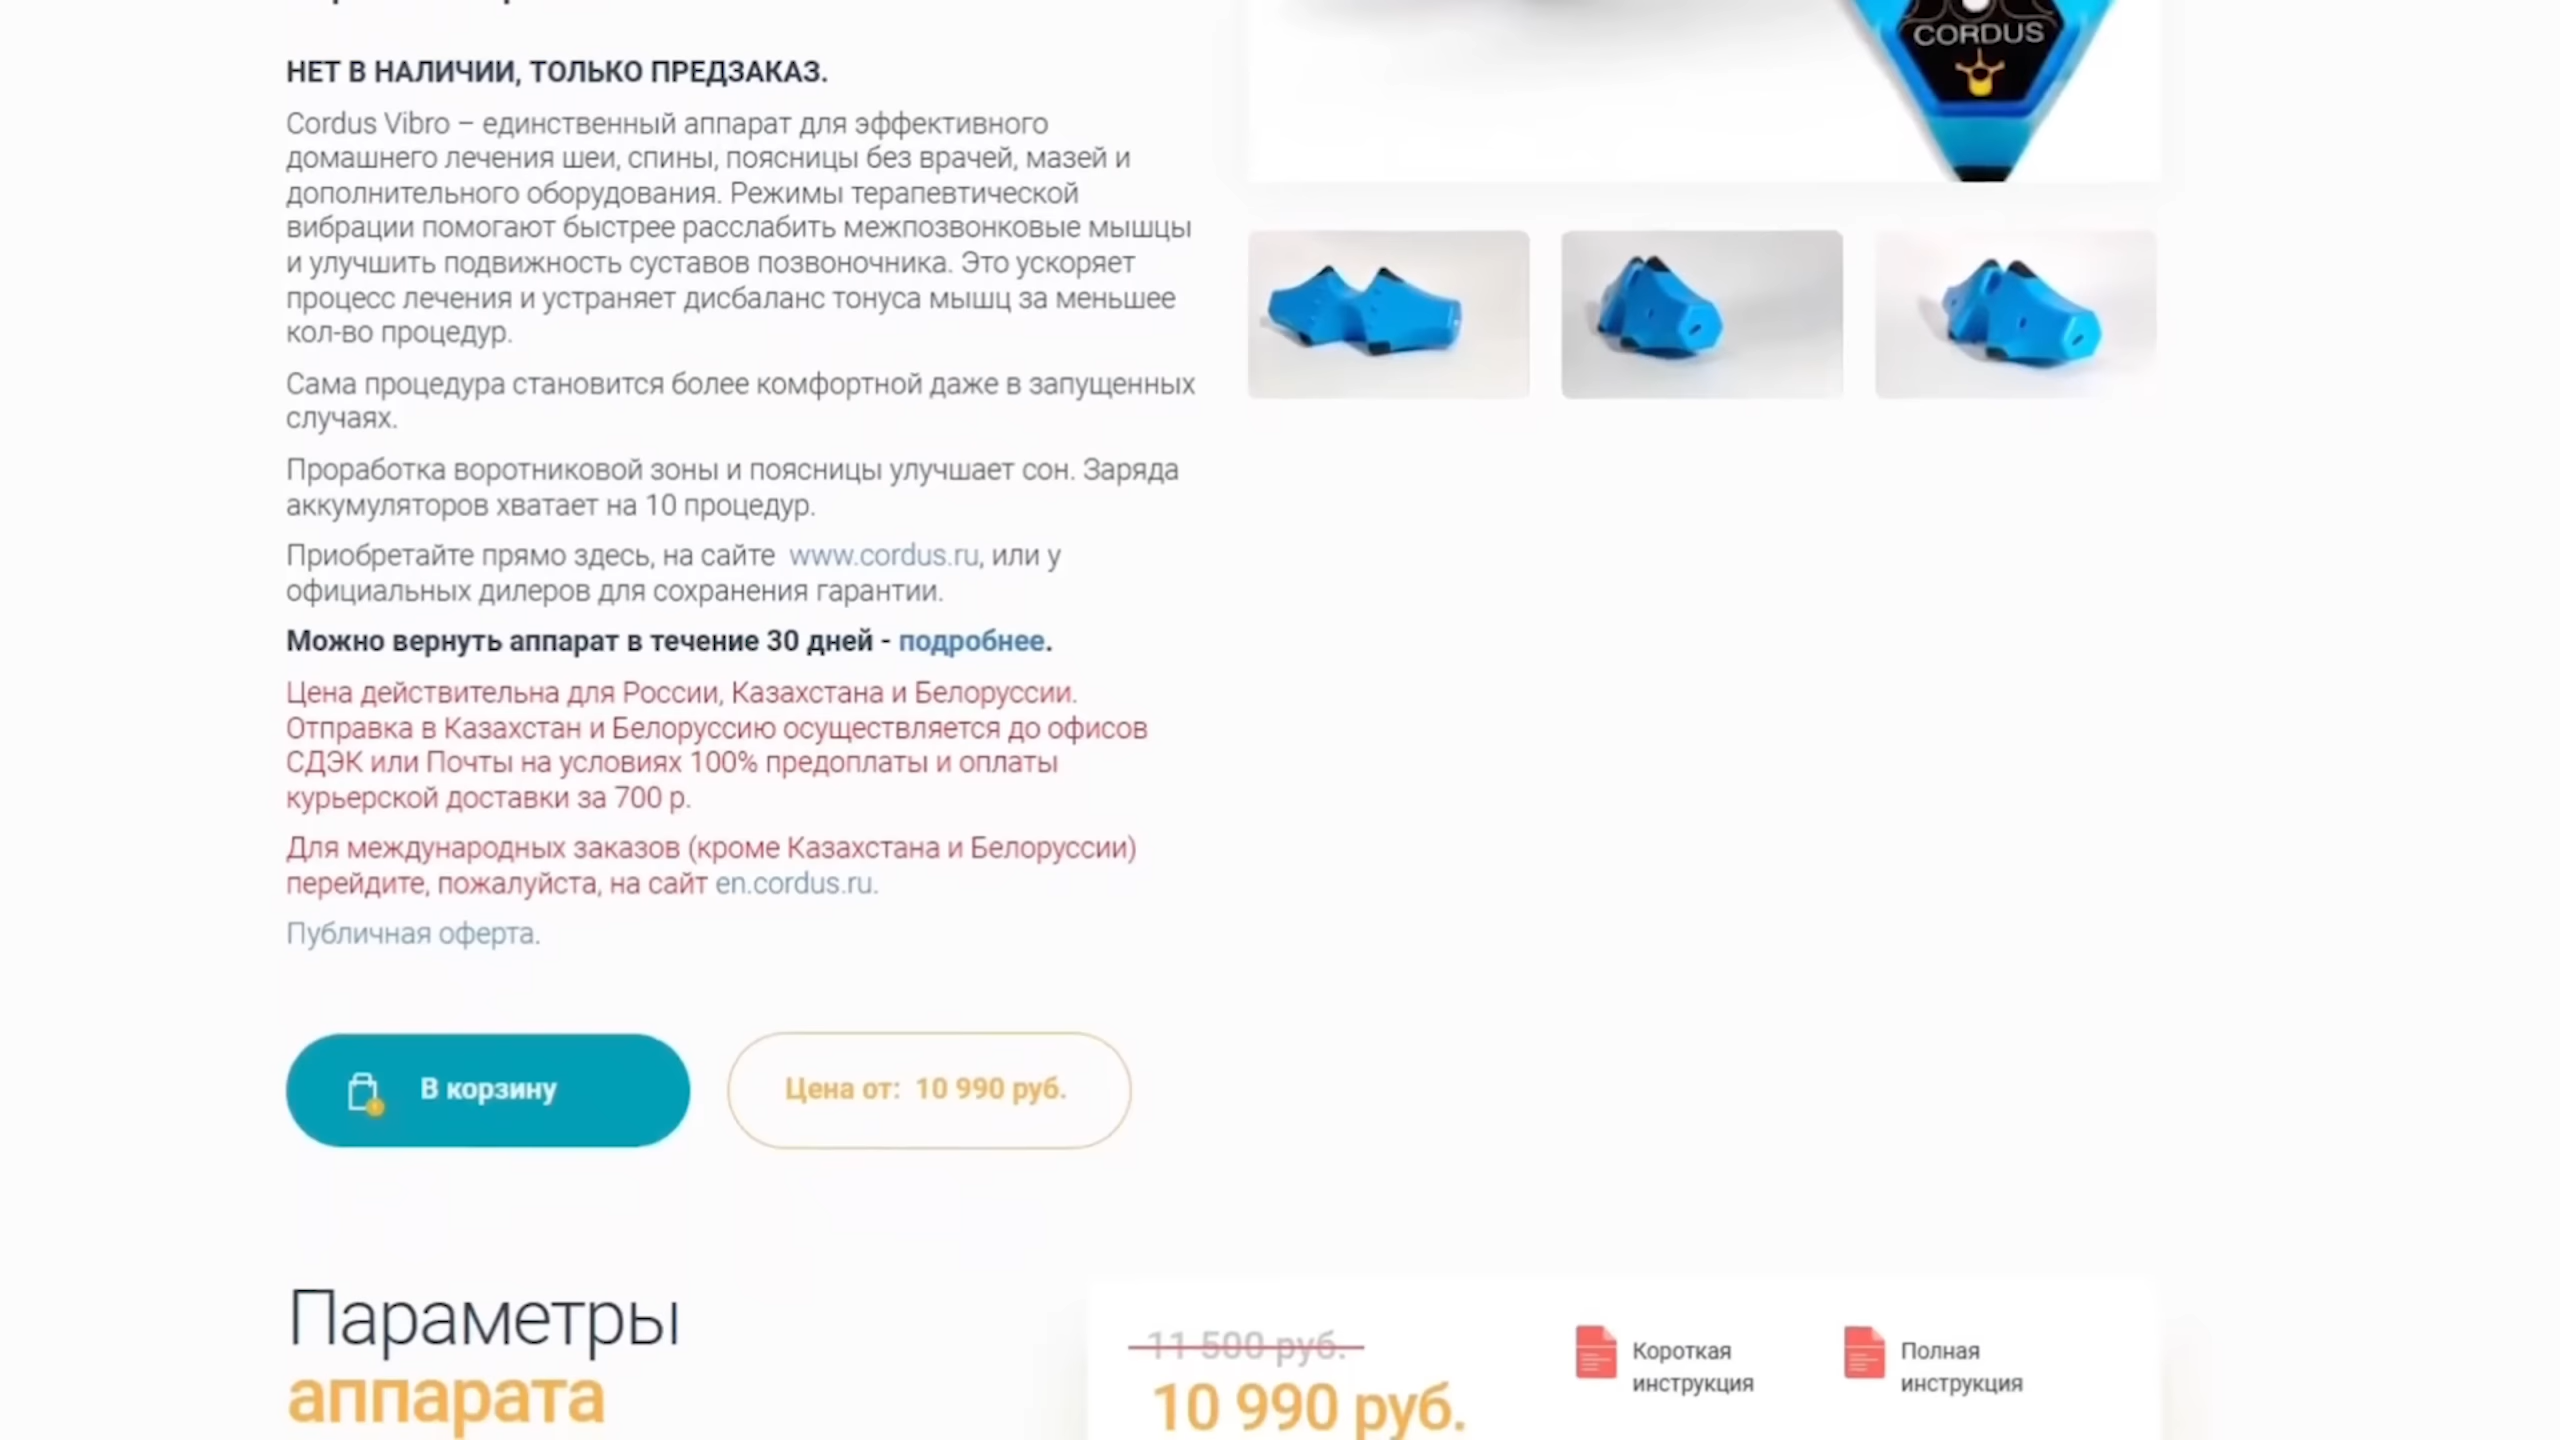 CORDUS
НЕТ В НАЛИЧИИ, ТОЛЬКО ПРЕДЗАКАЗ.
Cordus Vibro – единственный аппарат для эффективного
домашнего лечения шеи, спины, поясницы без врачей, мазей и
дополнительного оборудования. Режимы терапевтической
вибрации помогают быстрее расслабить межпозвонковые мышцы
и улучшить подвижность суставов позвоночника. Это ускоряет
процесс лечения и устраняет дисбаланс тонуса мышц за меньшее
кол-во процедур.
Сама процедура становится более комфортной даже в запущенных
случаях.
Проработка воротниковой зоны и поясницы улучшает сон. Заряда
аккумуляторов хватает на 10 процедур.
Приобретайте прямо здесь, на сайте www.cordus.ru, или у
официальных дилеров для сохранения гарантии.
Можно вернуть аппарат в течение 30 дней - подробнее.
Цена действительна для России, Казахстана и Белоруссии.
Отправка в Казахстан и Белоруссию осуществляется до офисов
СДЭК или Почты на условиях 100% предоплаты и оплаты
курьерской доставки за 700 р.
Для международных заказов (кроме Казахстана и Белоруссии)
перейдите, пожалуйста, на сайт en.cordus.ru.
Публичная оферта.
В корзину
Цена от: 10 990 руб.
Параметры
аппарата
11 500 руб.
10 990 руб.
Короткая
инструкция
Полная
инструкция